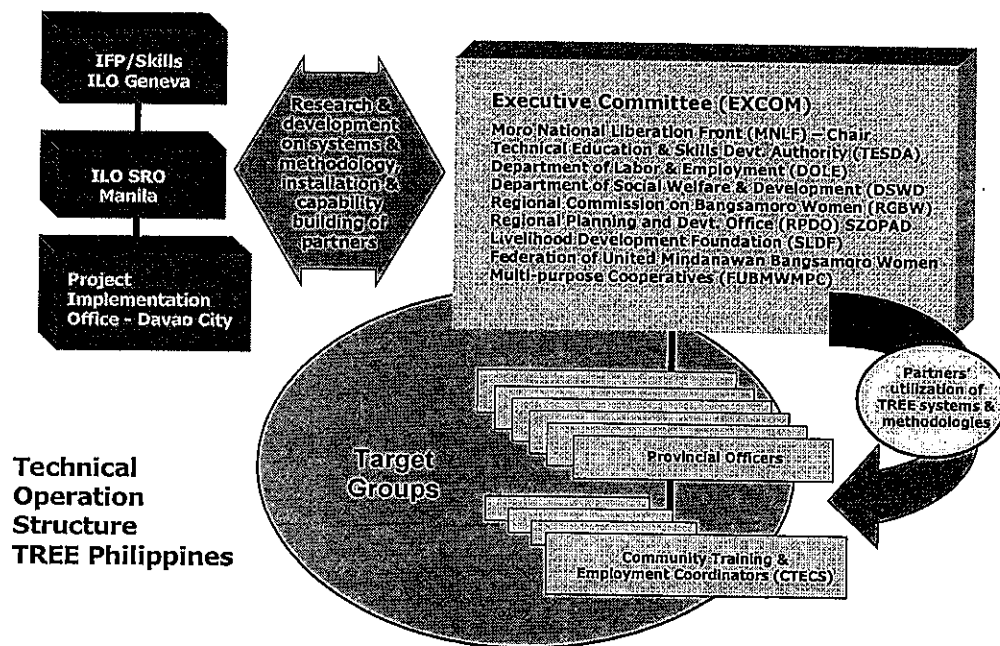 IFP/Skills
ILO Geneva
ILO SRO
Manila
Project
Implementation
Office - Davao City
Research &
development
on systems &
methodology,
installation &
capability
building of
partners
Executive Committee (EXCOM)
Moro National Liberation Front (MNLF) – Chair
Technical Education & Skills Devt. Authority (TESDA)
Department of Labor & Employment (DOLE)
Department of Social Welfare & Development (DSWD
Regional Commission on Bangsamoro Women (RCBW)
Regional Planning and Devt. Office (RPDO) SZOPAD
Livelihood Development Foundation (SLDF)
Federation of United Mindanawan Bangsamoro Women
Multi-purpose Cooperatives (FUBMWMPC)
Partners'
utilization of
TREE systems &
methodologies
Target
Groups
Provincial Officers
Community Training &
Employment Coordinators (CTECS)
Technical
Operation
Structure
TREE Philippines